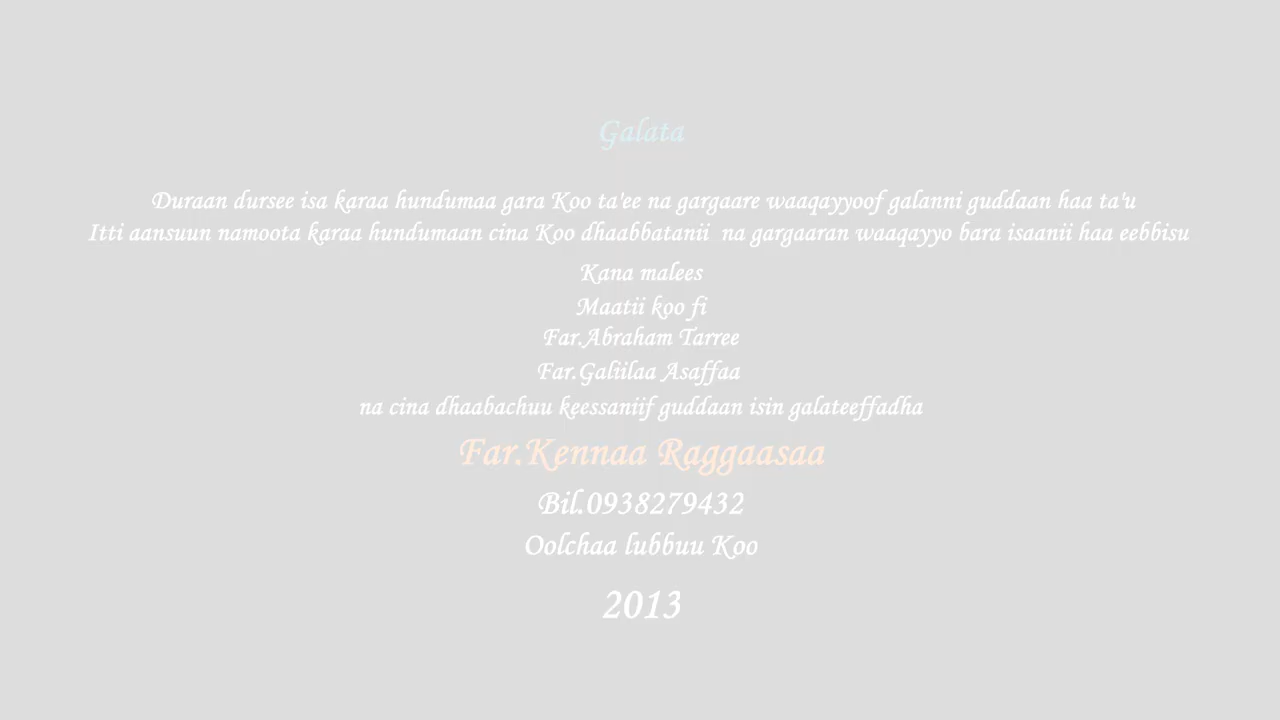 Galata
Duraan dursee isa karaa hundumaa gara Koo ta'ee na gargaare waaqayyoof galanni guddaan haa ta'u
Itti aansuun namoota karaa hundumaan cina Koo dhaabbatanii na gargaaran waaqayyo bara isaanii haa eebbisu
Kana malees
Maatii koo fi
Far.Abraham Tarree
Far.Galiilaa Asaffaa
na cina dhaabachuu keessaniif guddaan isin galateeffadha
Far.Kennaa Raggaasaa
Bil.0938279432
Oolchaa lubbuu Koo
2013